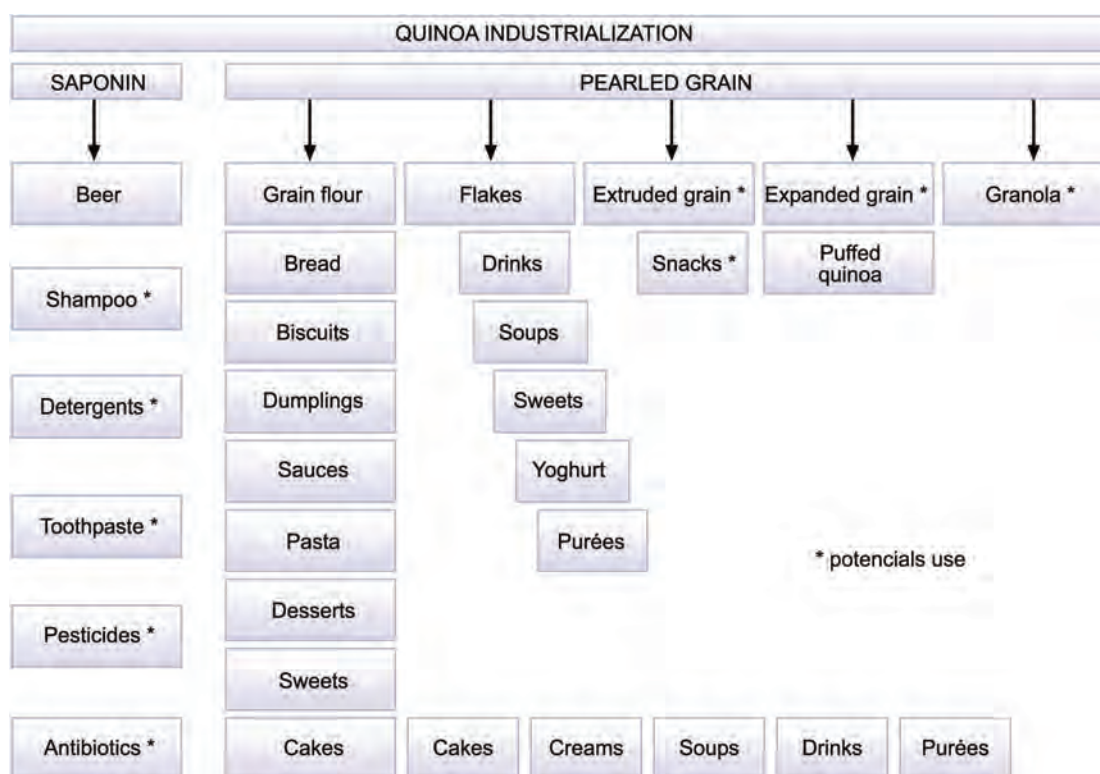 QUINOA INDUSTRIALIZATION
SAPONIN
PEARLED GRAIN
Beer
Grain flour
Flakes
Extruded grain *
Expanded grain *
Granola *
Shampoo *
Detergents *
Toothpaste *
Pesticides *
Antibiotics *
Bread
Biscuits
Dumplings
Sauces
Pasta
Desserts
Sweets
Cakes
Drinks
Soups
Sweets
Yoghurt
Purées
Snacks *
Puffed
quinoa
* potencials use
Cakes
Creams
Soups
Drinks
Purées